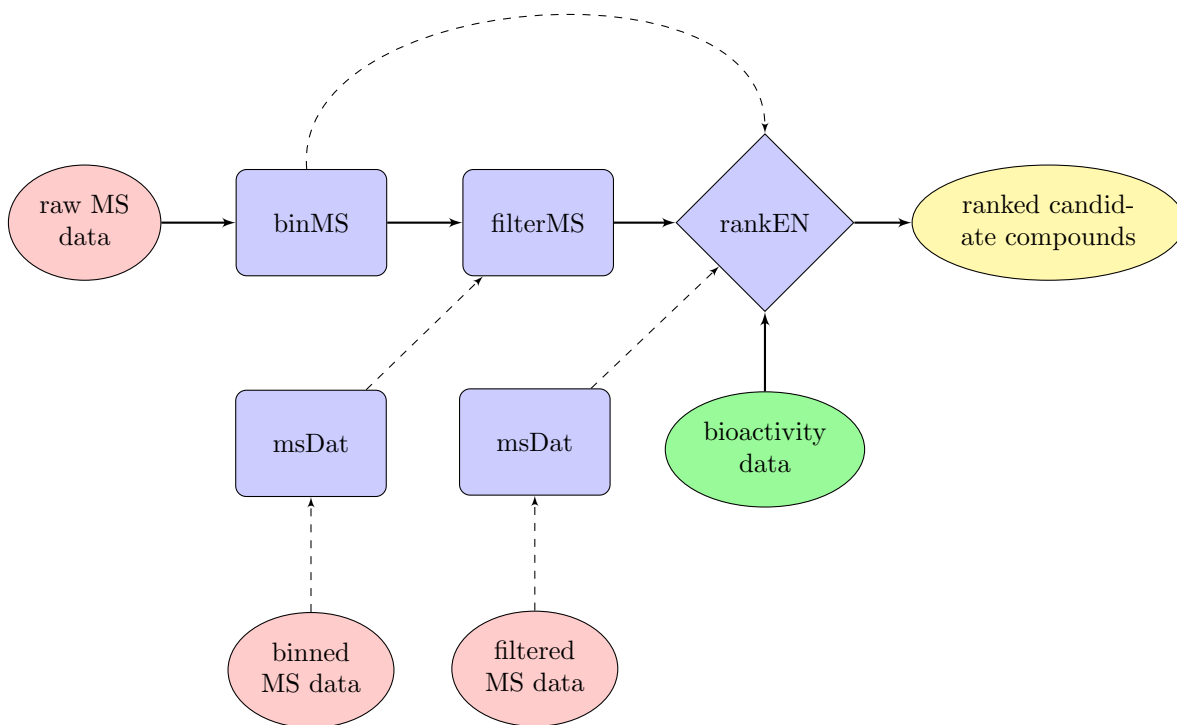 raw MS
data
binMS
filterMS
rankEN
ranked candid-
ate compounds
msDat
msDat
bioactivity
data
binned
MS data
filtered
MS data